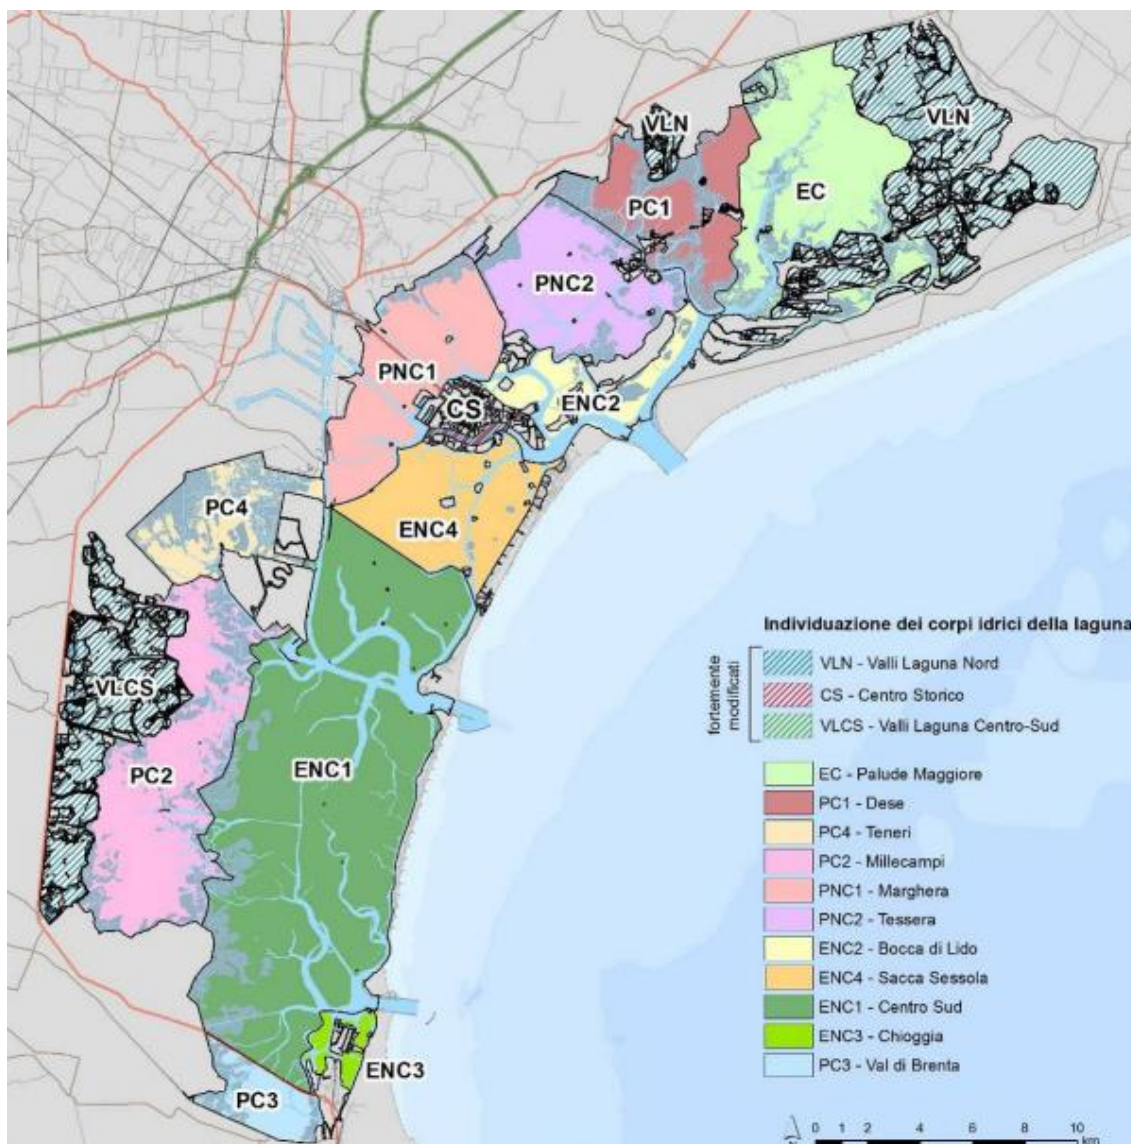 VLN
VLN
EC
PC1
PNC2
PNC1
CS
ENC2
PC4
ENC4
VLCS
PC2
ENC1
ENC3
PC3
Individuazione dei corpi idrici della laguna
fortemente
modificati
VLN - Valli Laguna Nord
CS - Centro Storico
VLCS - Valli Laguna Centro-Sud
EC - Palude Maggiore
PC1 - Dese
PC4 - Teneri
PC2 - Millecampi
PNC1 - Marghera
PNC2 - Tessera
ENC2 - Bocca di Lido
ENC4 - Sacca Sessola
ENC1 - Centro Sud
ENC3 - Chioggia
PC3 - Val di Brenta
0 1 2 4 6 8 10
km